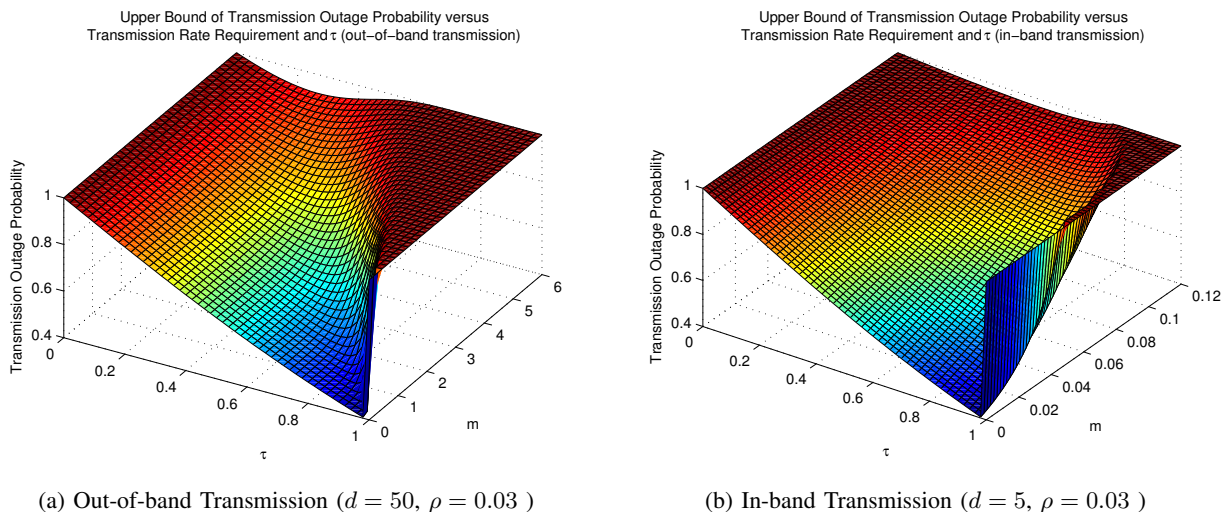 Upper Bound of Transmission Outage Probability versus
Transmission Rate Requirement and τ (out−of−band transmission)
1
0.8
0.6
0.4
Transmission Outage Probability
0
0.2
0.4
0.6
0.8
1
τ
0
1
2
3
4
5
6
m
(a) Out-of-band Transmission (d = 50, ρ = 0.03 )
Upper Bound of Transmission Outage Probability versus
Transmission Rate Requirement and τ (in−band transmission)
1
0.8
0.6
0.4
Transmission Outage Probability
0
0.2
0.4
0.6
0.8
1
τ
0
0.02
0.04
0.06
0.08
0.1
0.12
m
(b) In-band Transmission (d = 5, ρ = 0.03 )